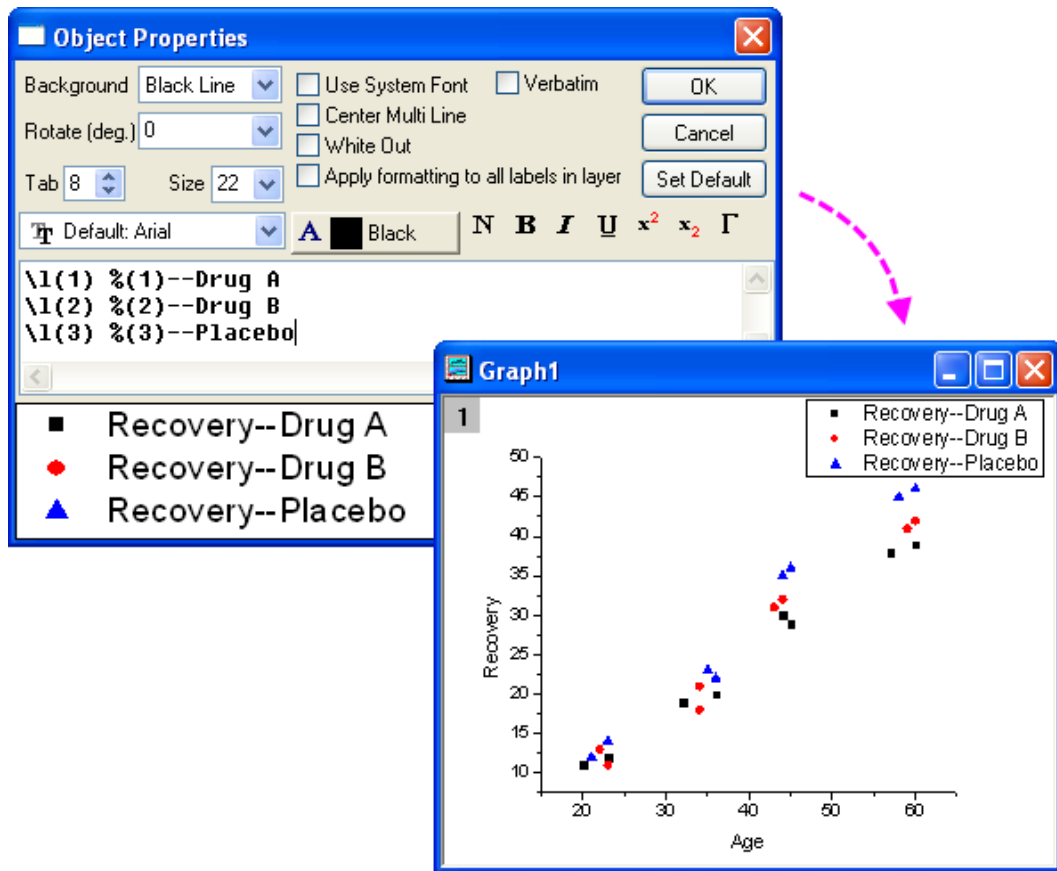 Object Properties
Background Black Line Use System Font Verbatim OK
Center Multi Line
Rotate (deg.) 0 Cancel
White Out
Tab 8 Size 22 Apply formatting to all labels in layer Set Default
Default: Arial A Black N B I U x² x₂ Γ
\l(1) %(1)--Drug A
\l(2) %(2)--Drug B
\l(3) %(3)--Placebo
Recovery--Drug A
Recovery--Drug B
Recovery--Placebo
Graph1
1
Recovery--Drug A
Recovery--Drug B
Recovery--Placebo
50
45
40
35
30
25
20
15
10
Recovery
20 30 40 50 60
Age